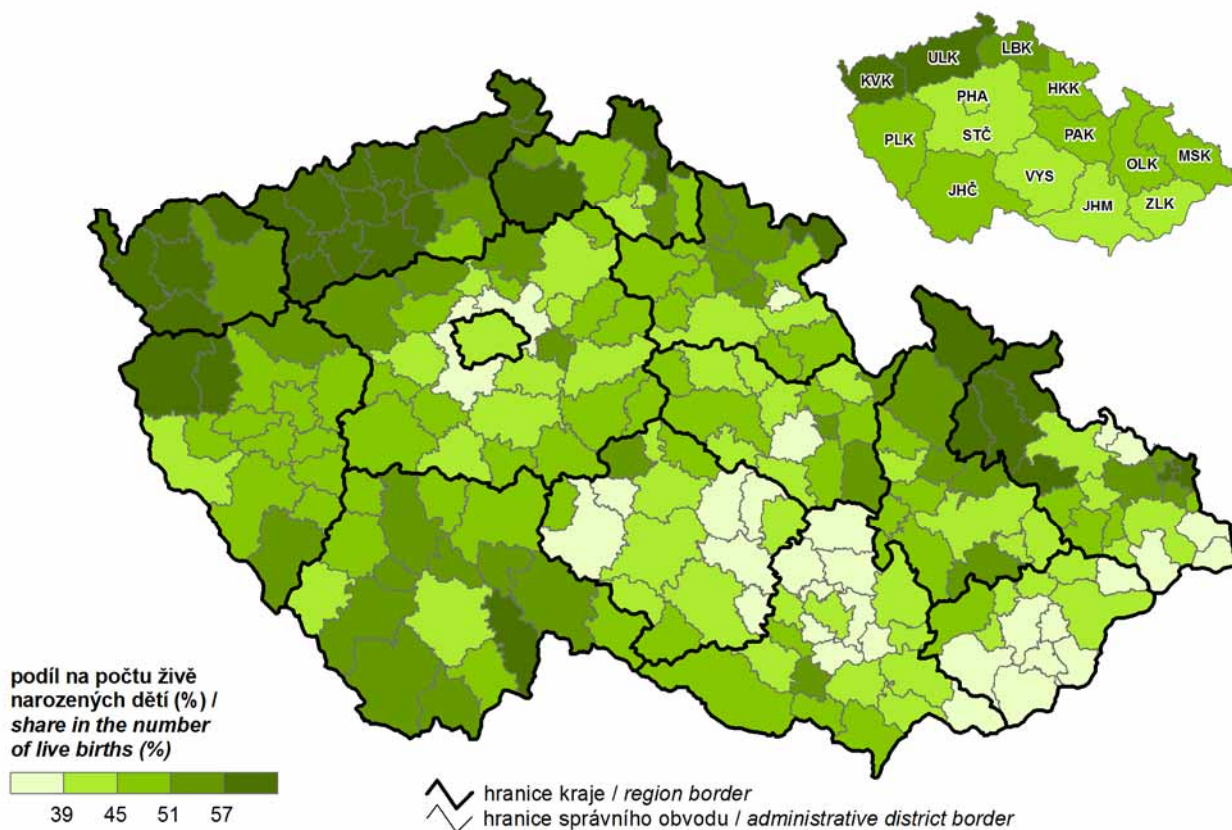 LBK
ULK
KVK
HKK
PHA
STČ
PLK
PAK
MSK
OLK
VYS
JHČ
JHM
ZLK
podíl na počtu živě
narozených dětí (%) /
share in the number
of live births (%)
39 45 51 57
hranice kraje / region border
hranice správního obvodu / administrative district border